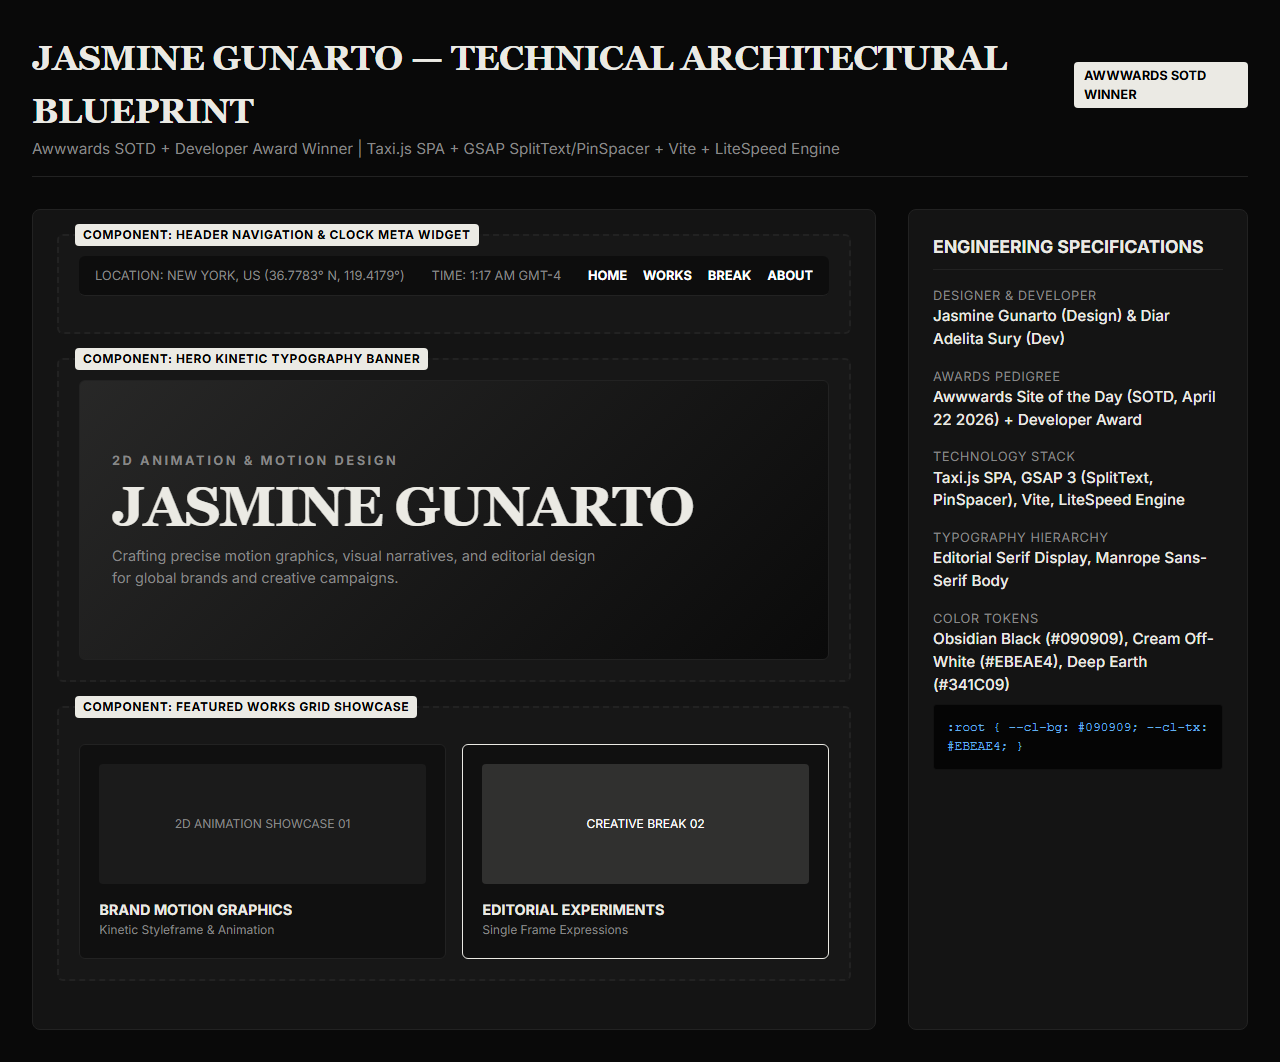 JASMINE GUNARTO — TECHNICAL ARCHITECTURAL
BLUEPRINT
Awwwards SOTD + Developer Award Winner | Taxi.js SPA + GSAP SplitText/PinSpacer + Vite + LiteSpeed Engine
AWWWARDS SOTD
WINNER
COMPONENT: HEADER NAVIGATION & CLOCK META WIDGET
LOCATION: NEW YORK, US (36.7783° N, 119.4179°) TIME: 1:17 AM GMT-4 HOME WORKS BREAK ABOUT
COMPONENT: HERO KINETIC TYPOGRAPHY BANNER
2D ANIMATION & MOTION DESIGN
JASMINE GUNARTO
Crafting precise motion graphics, visual narratives, and editorial design
for global brands and creative campaigns.
COMPONENT: FEATURED WORKS GRID SHOWCASE
2D ANIMATION SHOWCASE 01
BRAND MOTION GRAPHICS
Kinetic Styleframe & Animation
CREATIVE BREAK 02
EDITORIAL EXPERIMENTS
Single Frame Expressions
ENGINEERING SPECIFICATIONS
DESIGNER & DEVELOPER
Jasmine Gunarto (Design) & Diar
Adelita Sury (Dev)
AWARDS PEDIGREE
Awwwards Site of the Day (SOTD, April
22 2026) + Developer Award
TECHNOLOGY STACK
Taxi.js SPA, GSAP 3 (SplitText,
PinSpacer), Vite, LiteSpeed Engine
TYPOGRAPHY HIERARCHY
Editorial Serif Display, Manrope Sans-
Serif Body
COLOR TOKENS
Obsidian Black (#090909), Cream Off-
White (#EBEAE4), Deep Earth
(#341C09)
:root { --cl-bg: #090909; --cl-tx:
#EBEAE4; }